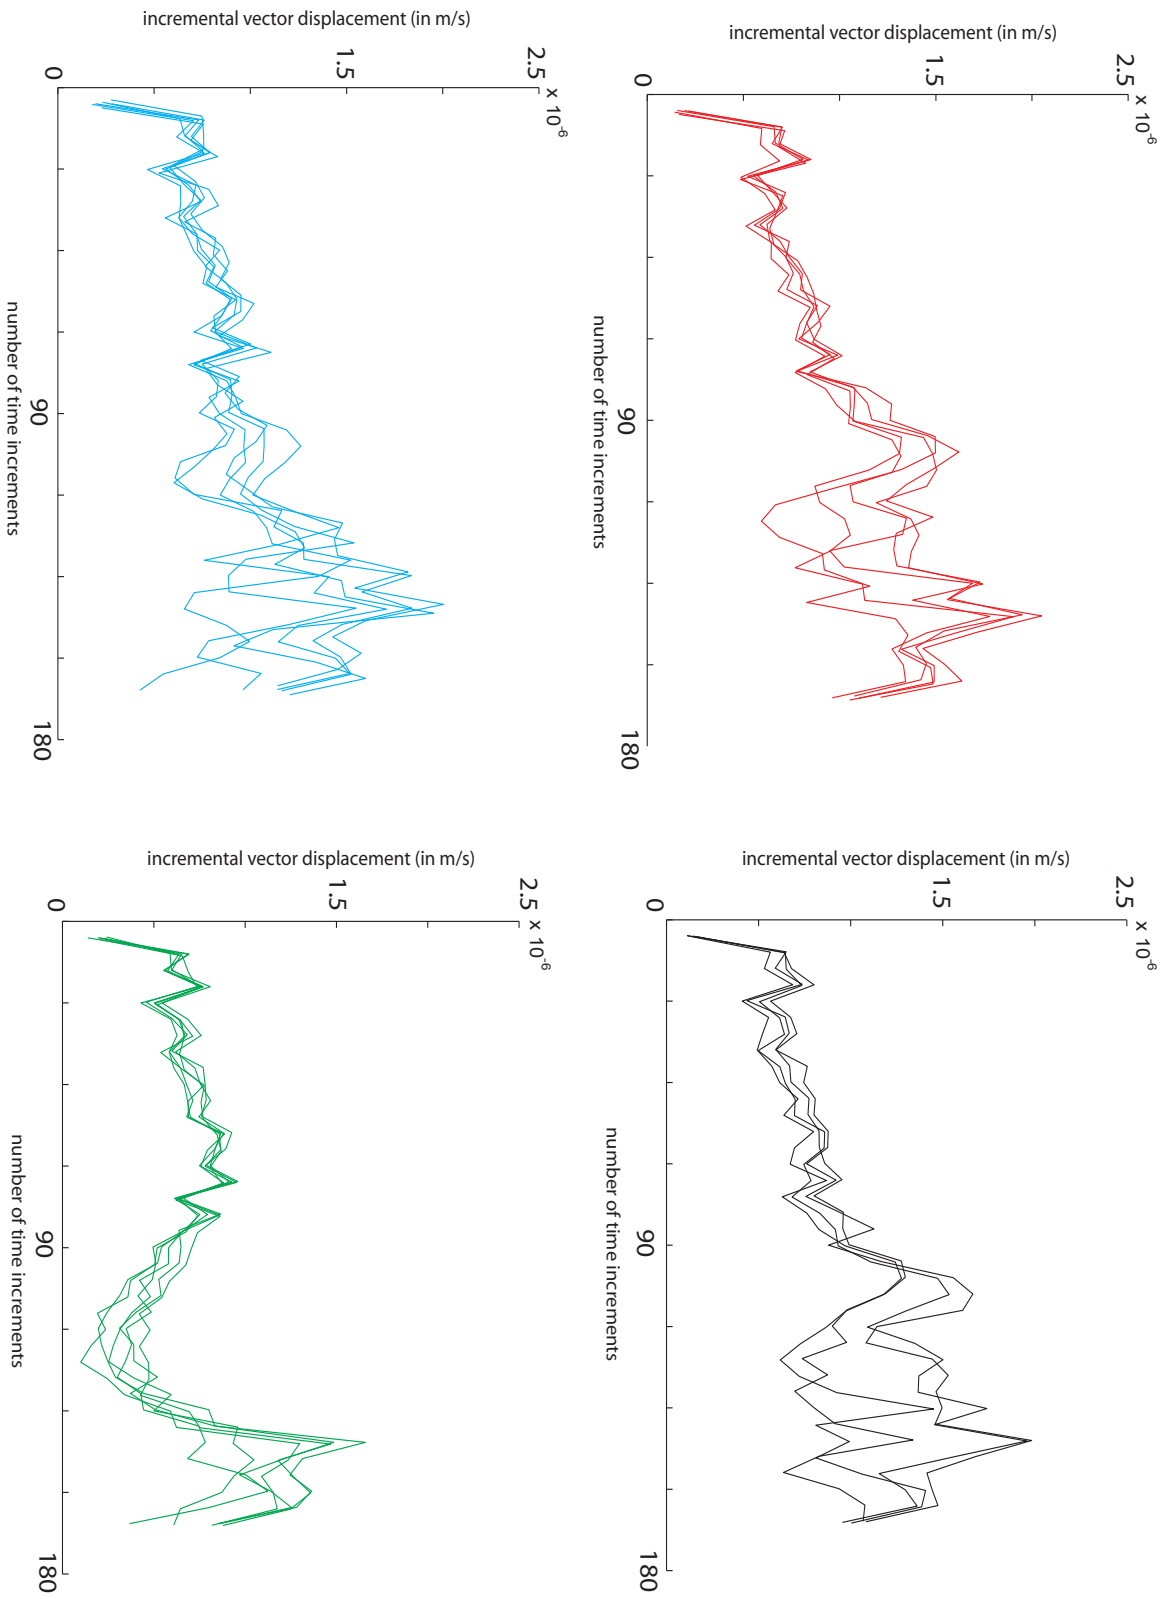 incremental vector displacement (in m/s)
2.5
x 10-6
1.5
0
90
180
number of time increments
incremental vector displacement (in m/s)
2.5
x 10-6
1.5
0
90
180
number of time increments
incremental vector displacement (in m/s)
2.5
x 10-6
1.5
0
90
180
number of time increments
incremental vector displacement (in m/s)
2.5
x 10-6
1.5
0
90
180
number of time increments